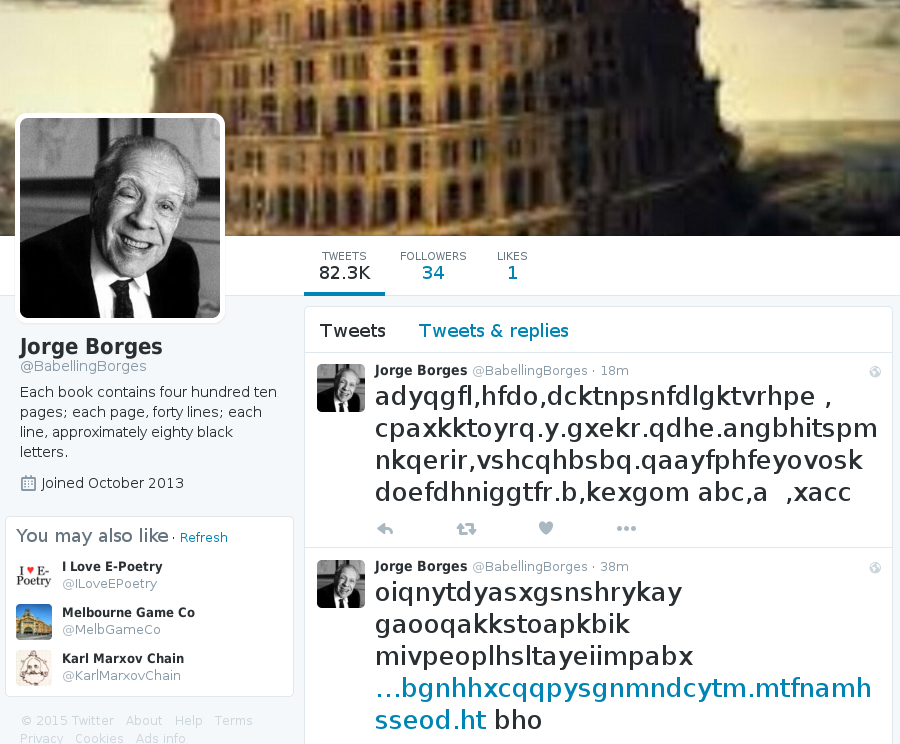 TWEETS FOLLOWERS LIKES
82.3K 34 1
Jorge Borges
@BabellingBorges
Each book contains four hundred ten
pages; each page, forty lines; each
line, approximately eighty black
letters.
Joined October 2013
You may also like · Refresh
I ♥ E-
Poetry
I Love E-Poetry
@ILoveEPoetry
Melbourne Game Co
@MelbGameCo
Karl Marxov Chain
@KarlMarxovChain
© 2015 Twitter About Help Terms
Privacy Cookies Ads info
Tweets Tweets & replies
Jorge Borges @BabellingBorges · 18m
adyqgfl,hfdo,dcktnpsnfdlgktvrhpe ,
cpaxkktoyrq.y.gxekr.qdhe.angbhitspm
nkqerir,vshcqhbsbq.qaayfphfeyovosk
doefdhniggtfr.b,kexgom abc,a  ,xacc
Jorge Borges @BabellingBorges · 38m
oiqnytdyasxgsnshrykay
gaooqakkstoapkbik
mivpeoplhsltayeiimpabx
...bgnhhxcqqpysgnmndcytm.mtfnamh
sseod.ht bho